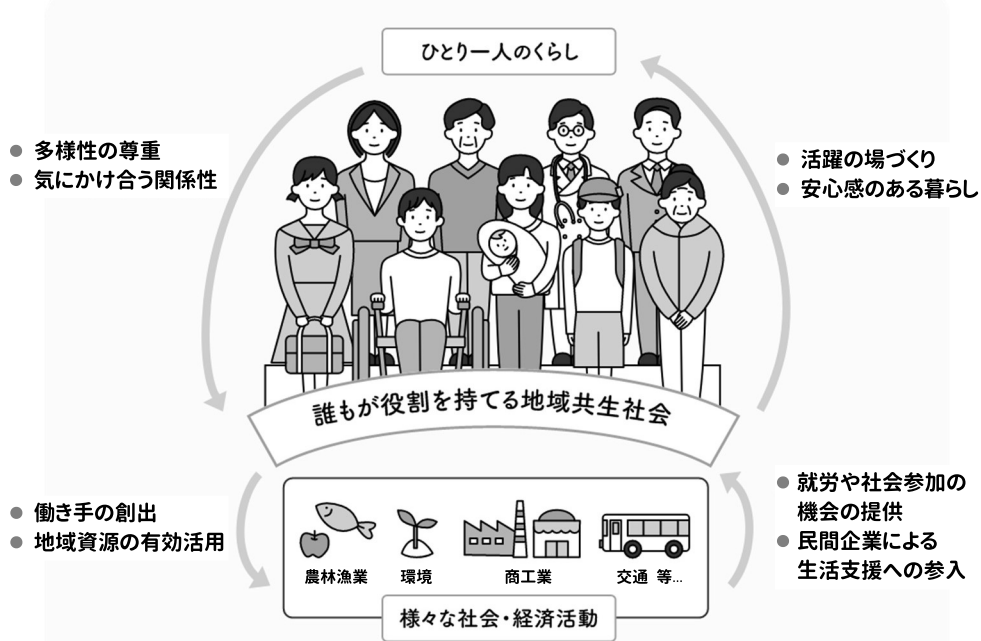 ひとり一人のくらし
● 多様性の尊重
● 気にかけ合う関係性
● 活躍の場づくり
● 安心感のある暮らし
誰もが役割を持てる地域共生社会
● 働き手の創出
● 地域資源の有効活用
● 就労や社会参加の
機会の提供
● 民間企業による
生活支援への参入
農林漁業 環境 商工業 交通 等...
様々な社会・経済活動